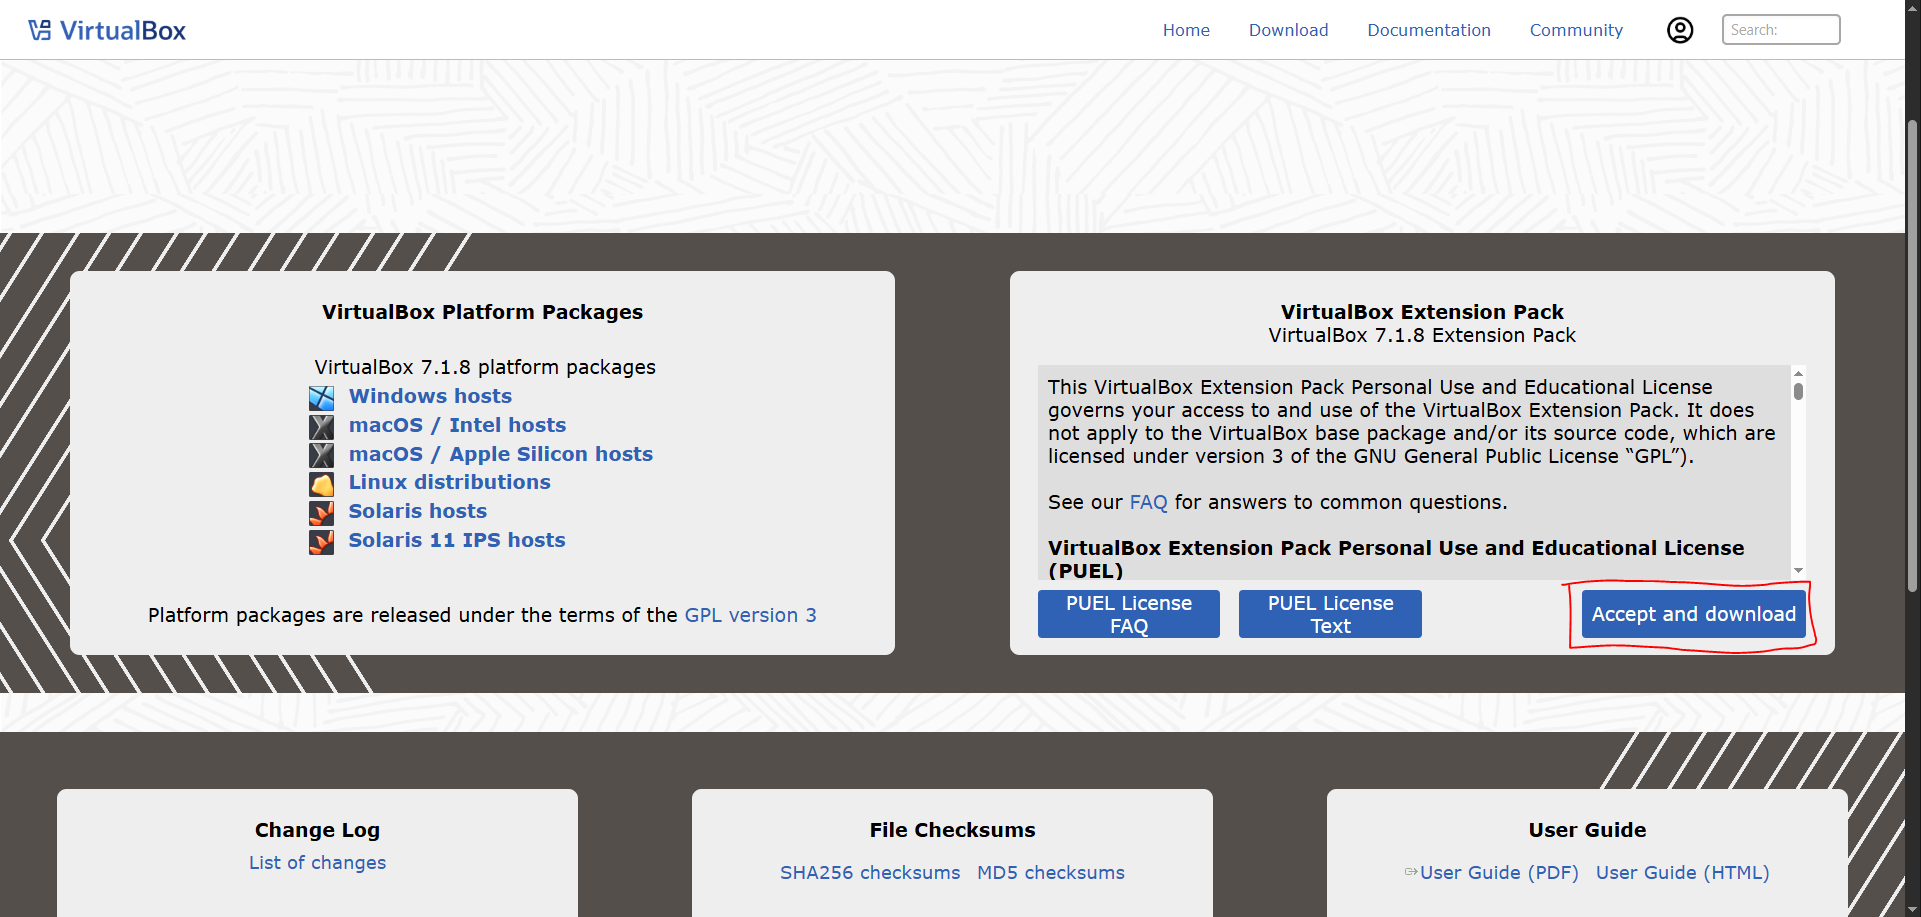 VirtualBox
Home Download Documentation Community Search:
VirtualBox Platform Packages
VirtualBox 7.1.8 platform packages
Windows hosts
macOS / Intel hosts
macOS / Apple Silicon hosts
Linux distributions
Solaris hosts
Solaris 11 IPS hosts
Platform packages are released under the terms of the GPL version 3
VirtualBox Extension Pack
VirtualBox 7.1.8 Extension Pack
This VirtualBox Extension Pack Personal Use and Educational License
governs your access to and use of the VirtualBox Extension Pack. It does
not apply to the VirtualBox base package and/or its source code, which are
licensed under version 3 of the GNU General Public License “GPL”).
See our FAQ for answers to common questions.
VirtualBox Extension Pack Personal Use and Educational License
(PUEL)
PUEL License
FAQ
PUEL License
Text
Accept and download
Change Log
List of changes
File Checksums
SHA256 checksums MD5 checksums
User Guide
User Guide (PDF) User Guide (HTML)